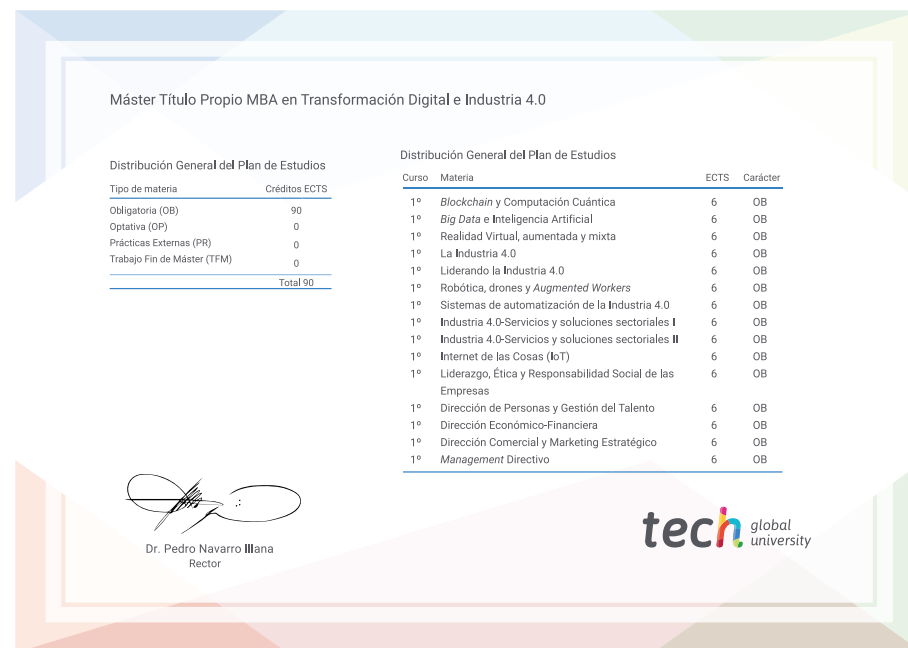 Máster Título Propio MBA en Transformación Digital e Industria 4.0
Distribución General del Plan de Estudios
Tipo de materia Créditos ECTS
Obligatoria (OB) 90
Optativa (OP) 0
Prácticas Externas (PR) 0
Trabajo Fin de Máster (TFM) 0
Total 90
Distribución General del Plan de Estudios
Curso Materia ECTS Carácter
1º Blockchain y Computación Cuántica 6 OB
1º Big Data e Inteligencia Artificial 6 OB
1º Realidad Virtual, aumentada y mixta 6 OB
1º La Industria 4.0 6 OB
1º Liderando la Industria 4.0 6 OB
1º Robótica, drones y Augmented Workers 6 OB
1º Sistemas de automatización de la Industria 4.0 6 OB
1º Industria 4.0-Servicios y soluciones sectoriales I 6 OB
1º Industria 4.0-Servicios y soluciones sectoriales II 6 OB
1º Internet de las Cosas (IoT) 6 OB
1º Liderazgo, Ética y Responsabilidad Social de las 6 OB
Empresas
1º Dirección de Personas y Gestión del Talento 6 OB
1º Dirección Económico-Financiera 6 OB
1º Dirección Comercial y Marketing Estratégico 6 OB
1º Management Directivo 6 OB
Dr. Pedro Navarro Illana
Rector
tech global
university